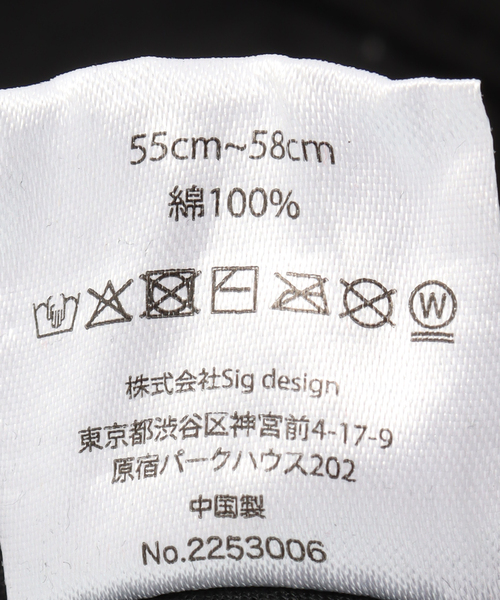 55cm~58cm
綿100%
W
株式会社Sig design
東京都渋谷区神宮前4-17-9
原宿パークハウス202
中国製
No.2253006